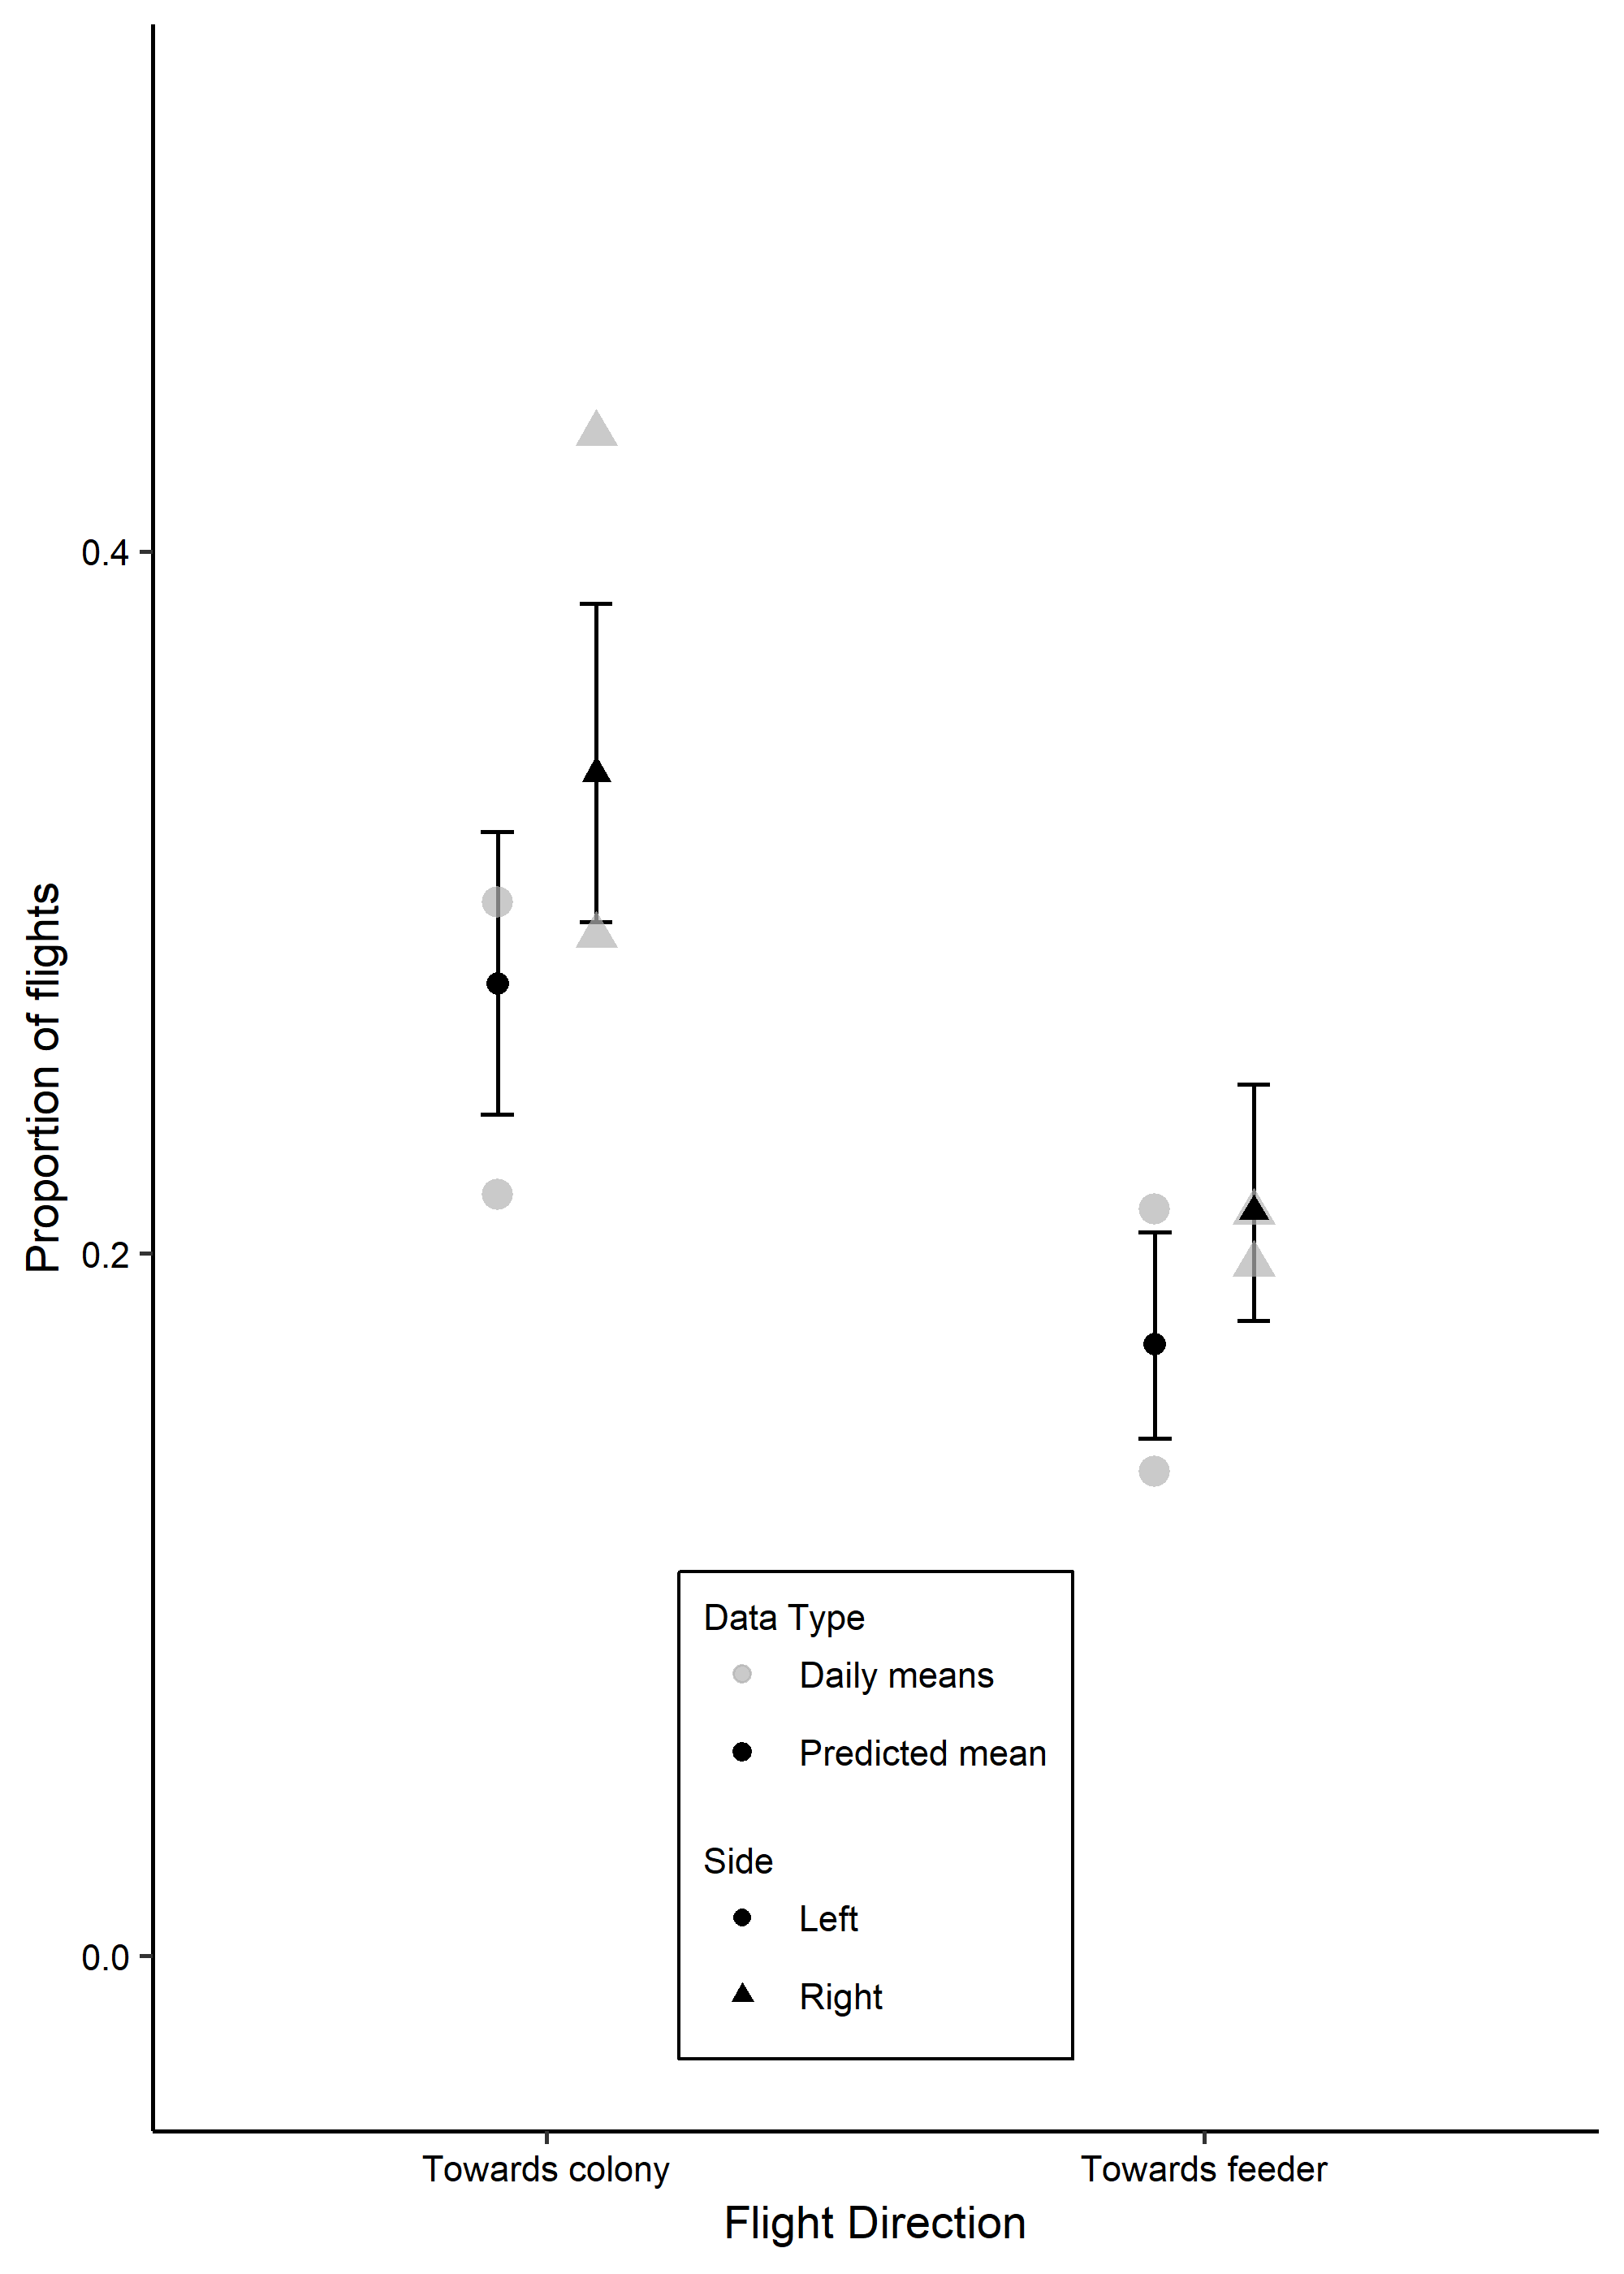 Proportion of flights
0.4
0.2
0.0
Data Type
Daily means
Predicted mean
Side
Left
Right
Towards colony
Towards feeder
Flight Direction